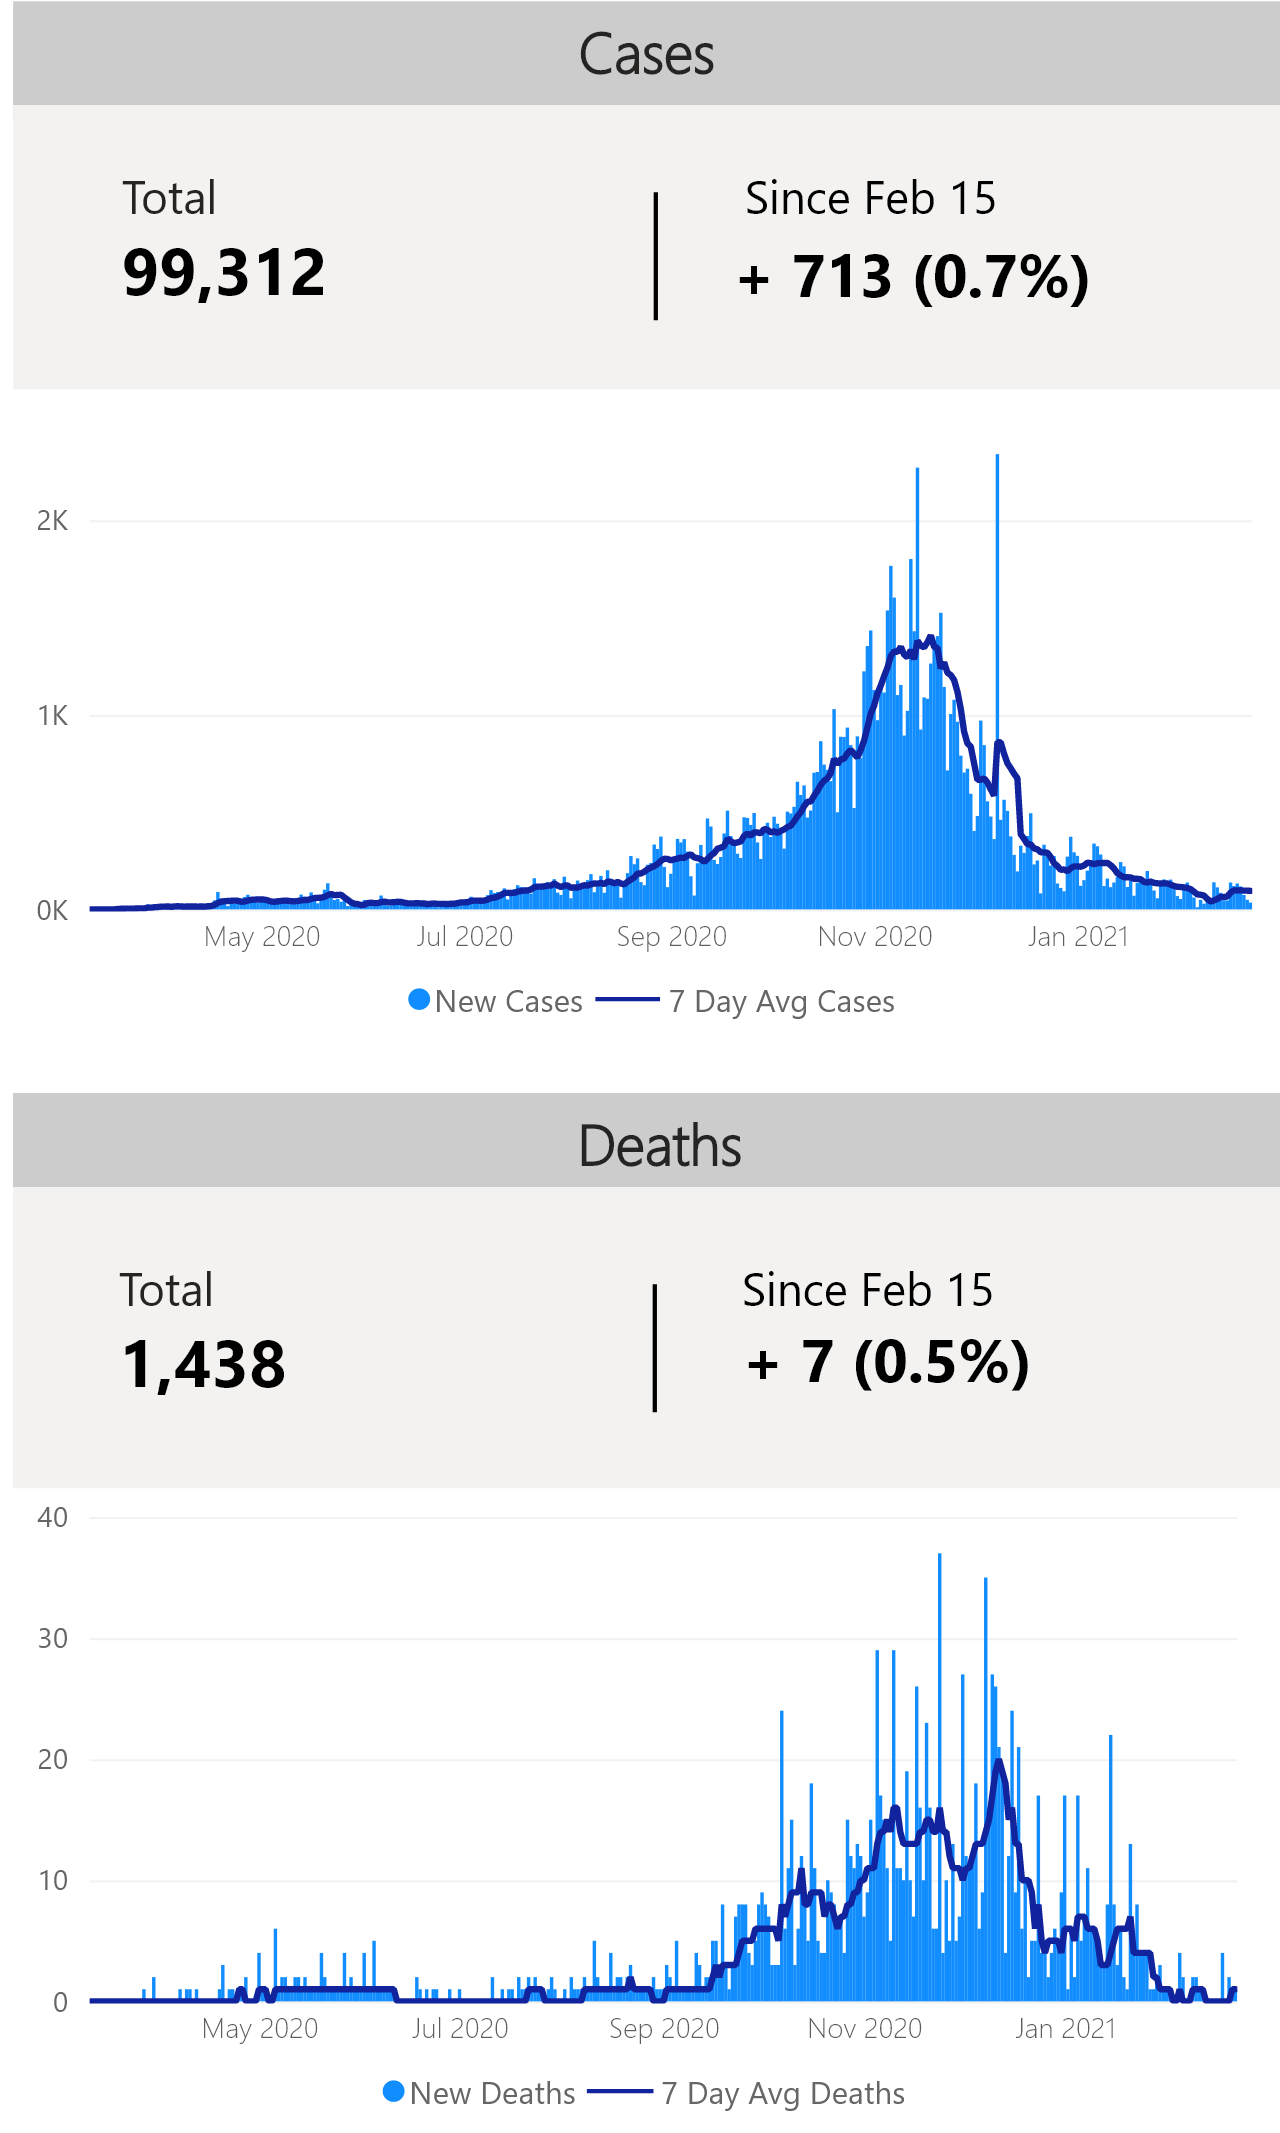 Cases
Total
Since Feb 15
99,312
+ 713 (0.7%)
2K
1K
0K
May 2020
Jul 2020
Sep 2020
Nov 2020
Jan 2021
New Cases
7 Day Avg Cases
Deaths
Total
Since Feb 15
1,438
+ 7 (0.5%)
40
30
20
10
0
May 2020
Jul 2020
Sep 2020
Nov 2020
Jan 2021
New Deaths
7 Day Avg Deaths